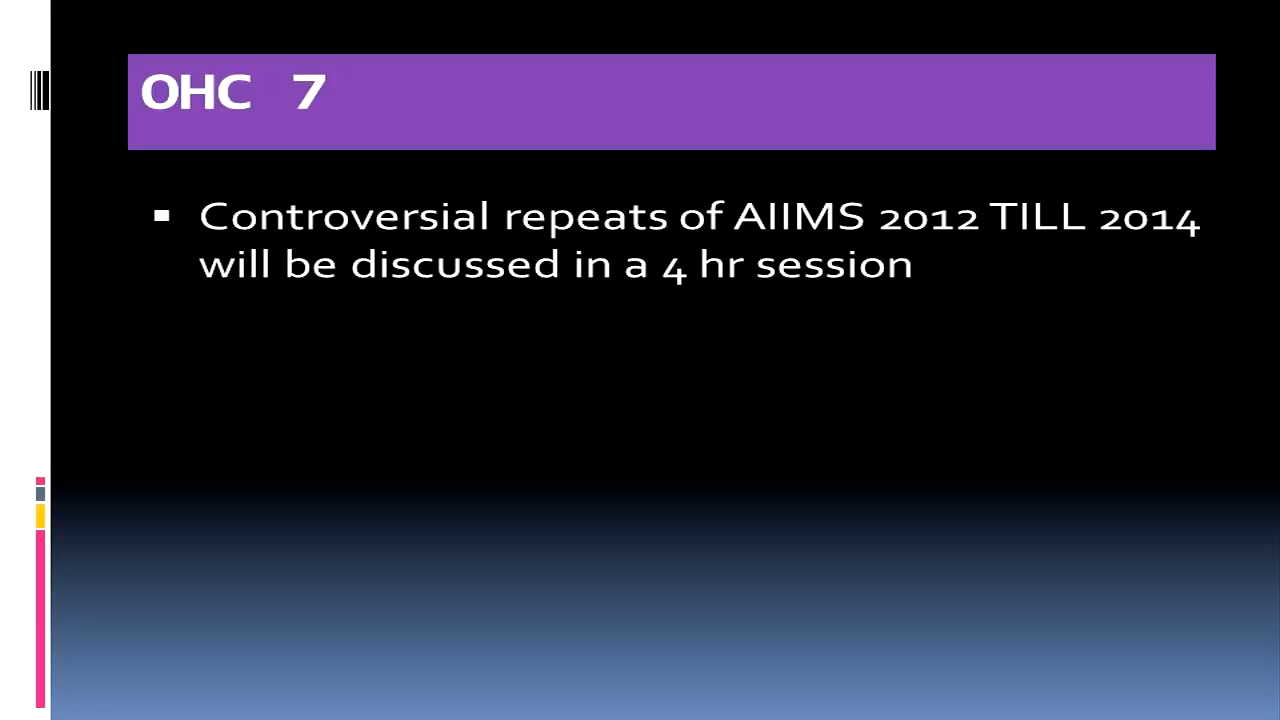 OHC 7
Controversial repeats of AIIMS 2012 TILL 2014
will be discussed in a 4 hr session